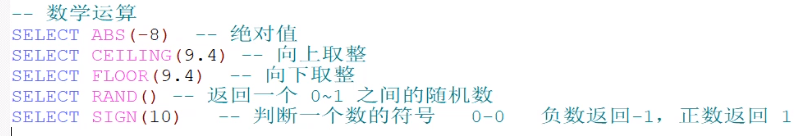 -- 数学运算
SELECT ABS(-8)  -- 绝对值
SELECT CEILING(9.4) -- 向上取整
SELECT FLOOR(9.4)  -- 向下取整
SELECT RAND() -- 返回一个 0~1 之间的随机数
SELECT SIGN(10)   -- 判断一个数的符号   0-0   负数返回-1，正数返回 1